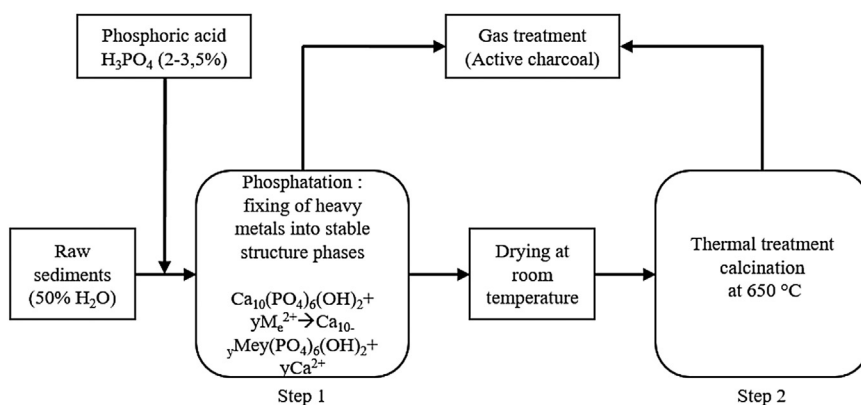 Phosphoric acid
H₃PO₄ (2-3,5%)
Gas treatment
(Active charcoal)
Raw
sediments
(50% H₂O)
Phosphatation :
fixing of heavy
metals into stable
structure phases
Ca₁₀(PO₄)₆(OH)₂+
yMₑ²⁺→Ca₁₀₋
ᵧMey(PO₄)₆(OH)₂+
yCa²⁺
Step 1
Drying at
room
temperature
Thermal treatment
calcination
at 650 °C
Step 2